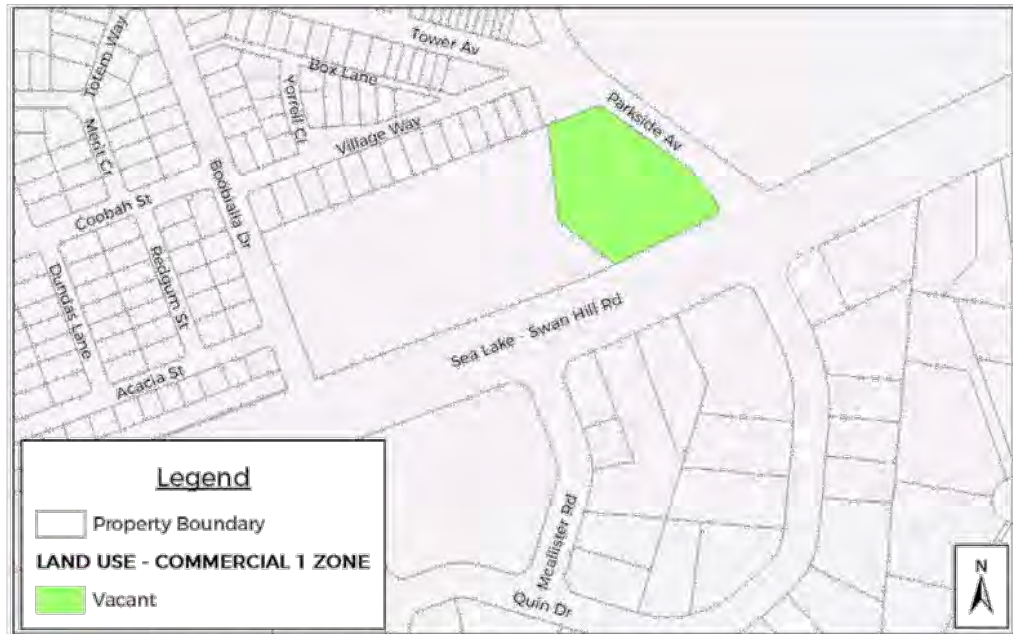 Totem Way
Tower Av
Box Lane
Parkside Av
Yorrell Ct
Merit Cr
Village Way
Boobialla Dr
Coobah St
Redgum St
Dundas Lane
Sea Lake - Swan Hill Rd
Acacia St
Mcallister Rd
Quin Dr
Legend
Property Boundary
LAND USE - COMMERCIAL 1 ZONE
Vacant
N